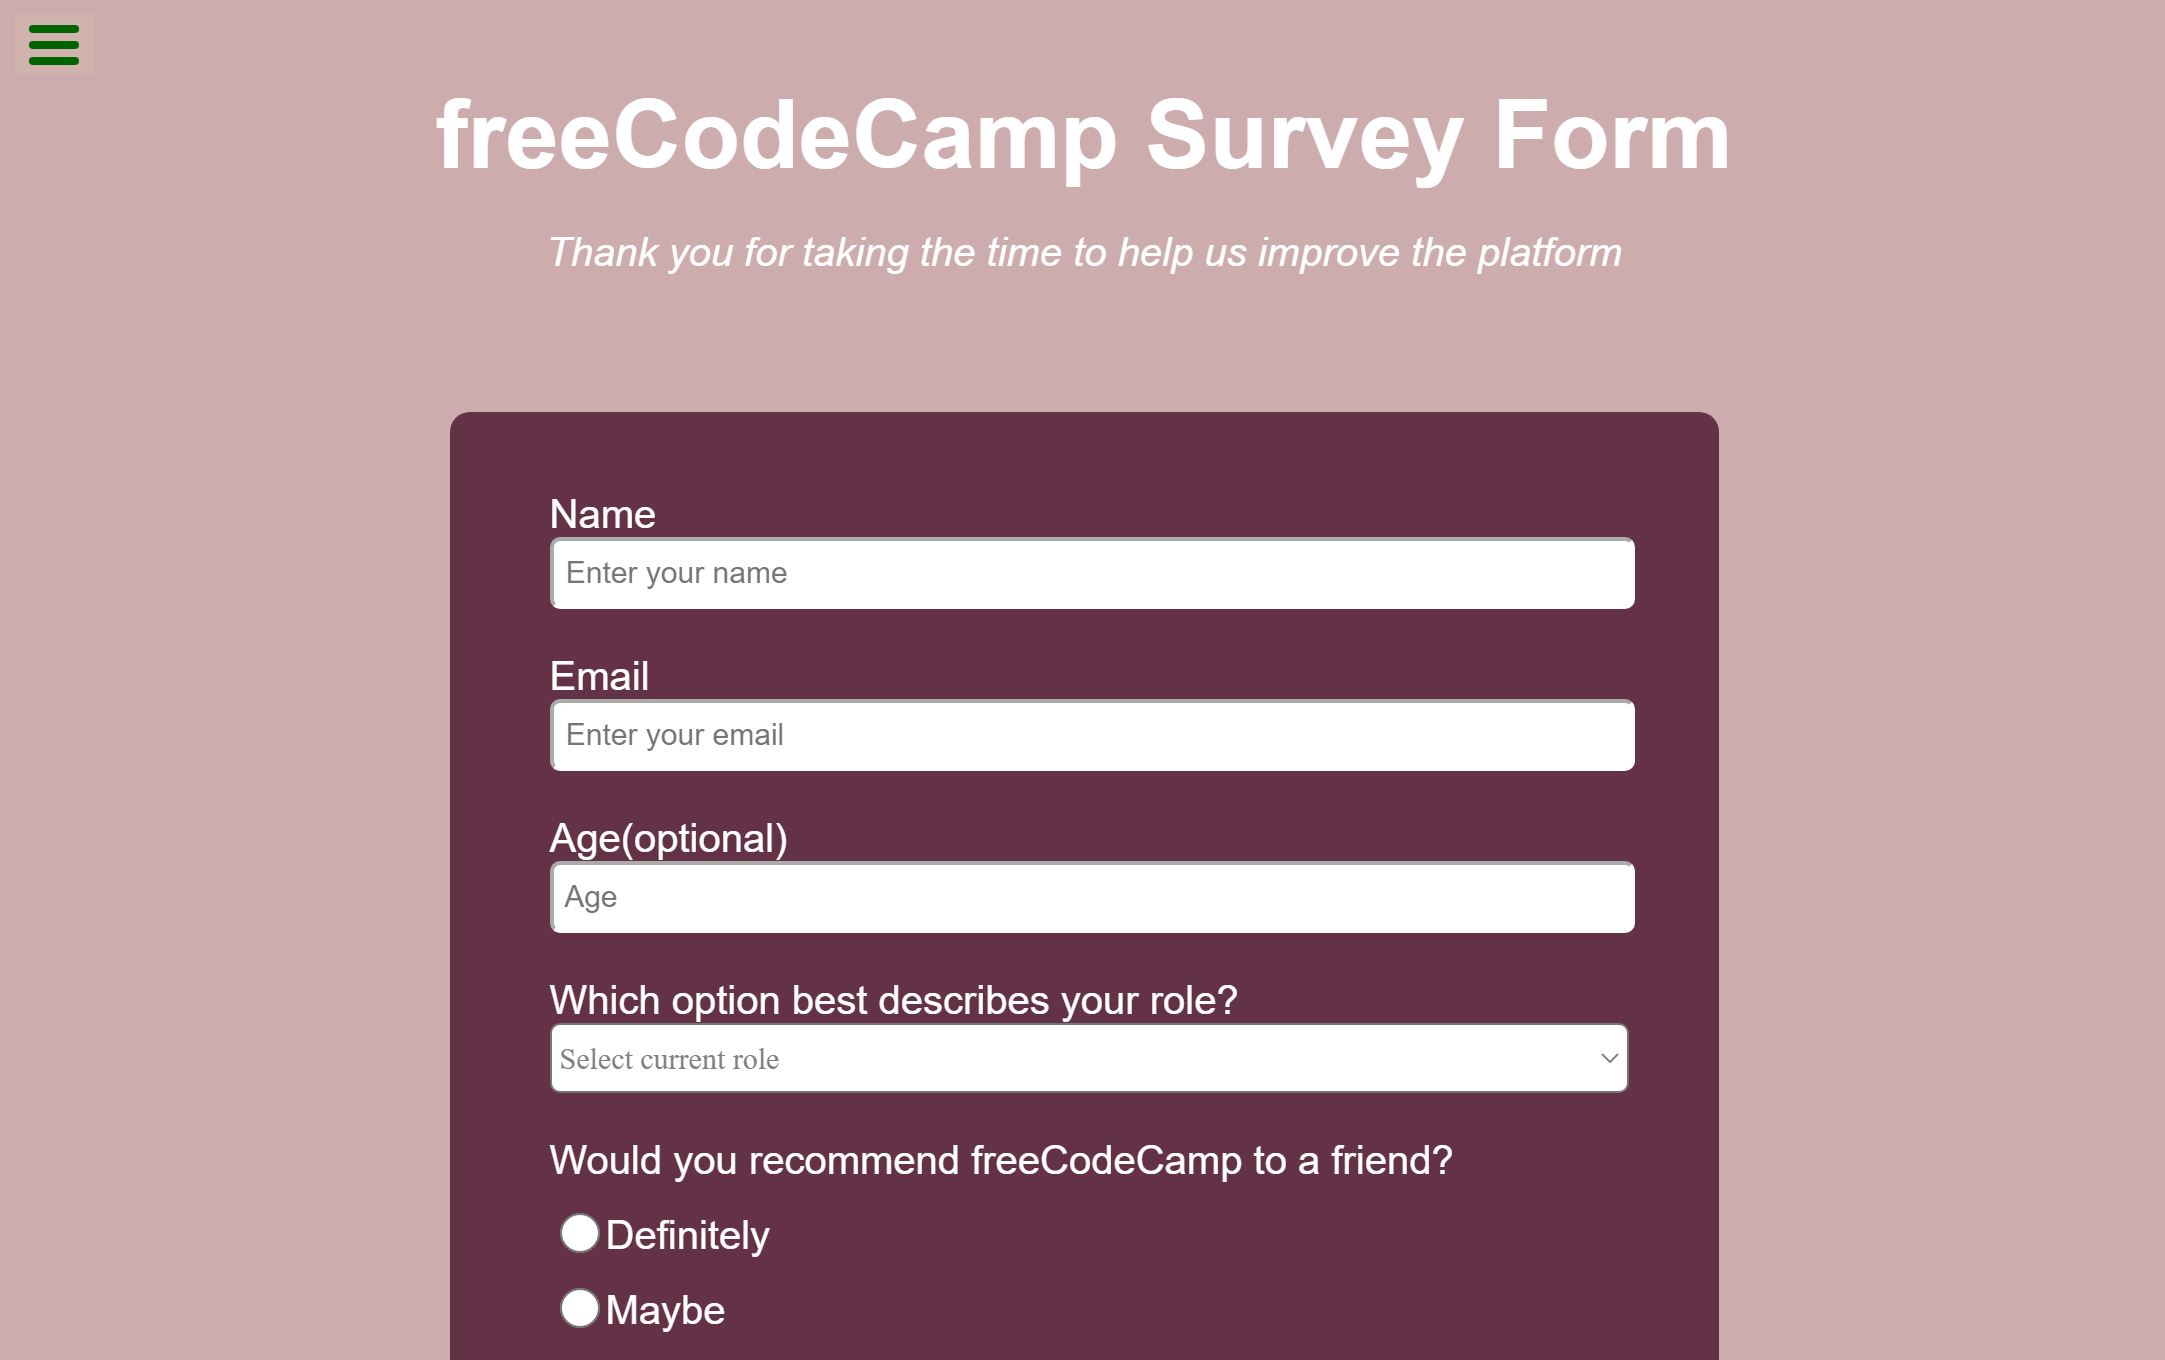 freeCodeCamp Survey Form
Thank you for taking the time to help us improve the platform
Name
Enter your name
Email
Enter your email
Age(optional)
Age
Which option best describes your role?
Select current role
Would you recommend freeCodeCamp to a friend?
Definitely
Maybe